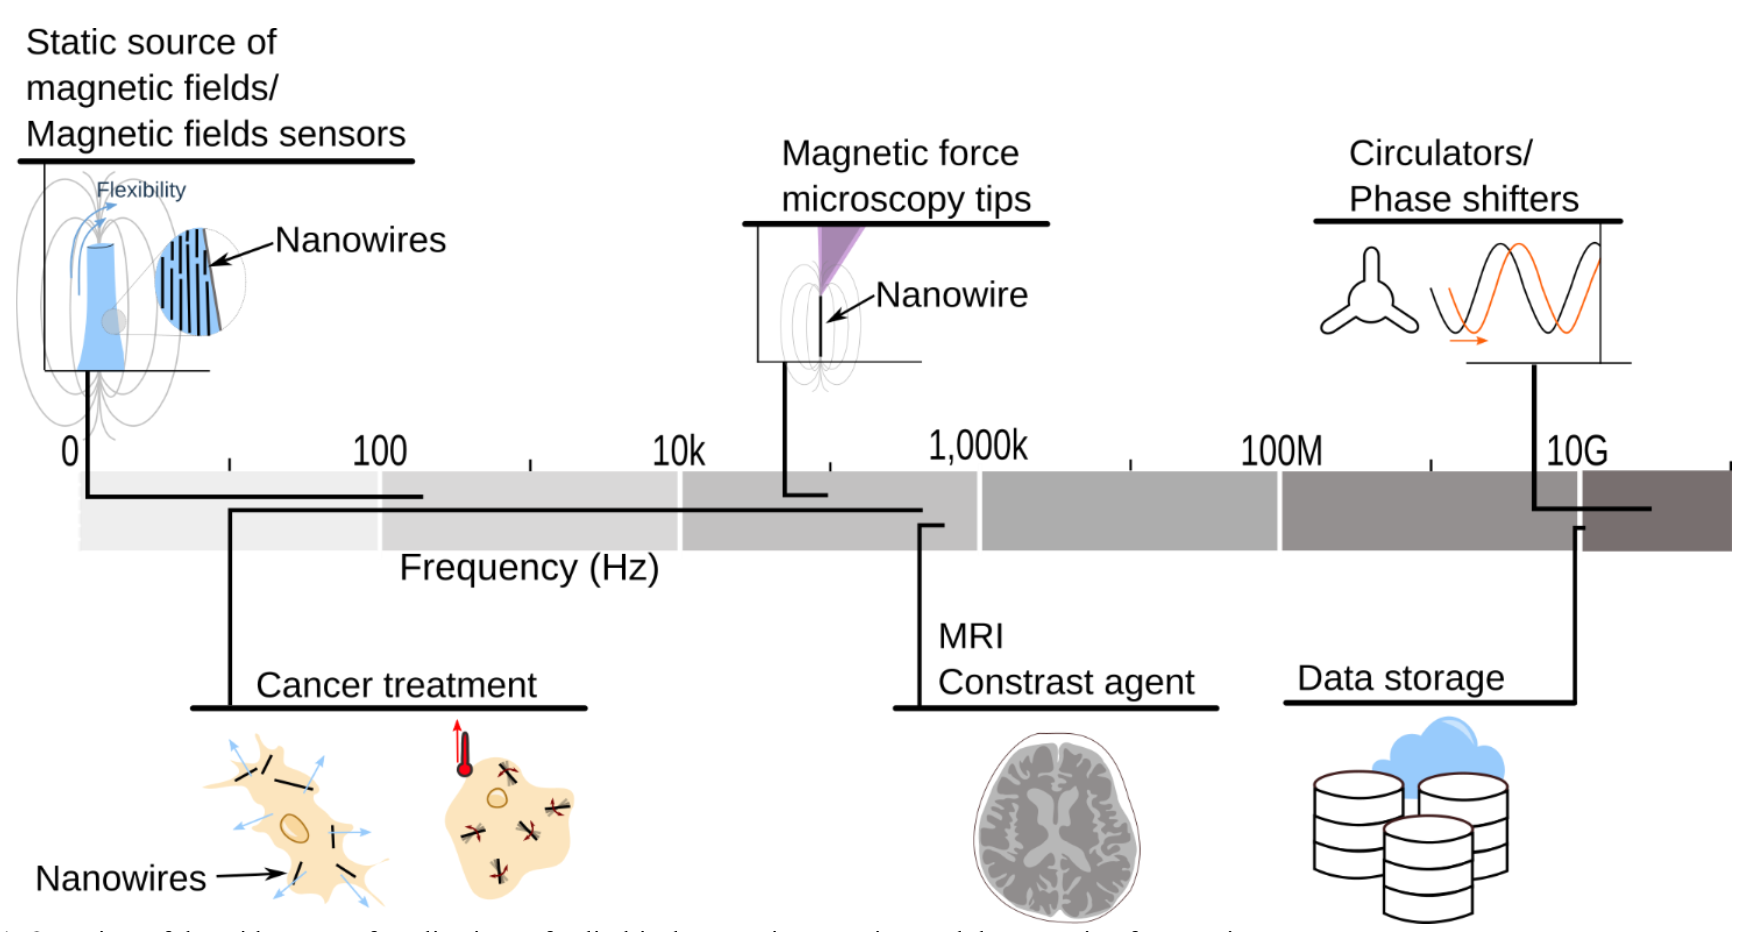 Static source of
magnetic fields/
Magnetic fields sensors
Flexibility
Nanowires
Magnetic force
microscopy tips
Nanowire
Circulators/
Phase shifters
0 100 10k 1,000k 100M 10G
Frequency (Hz)
Cancer treatment
Nanowires
MRI
Constrast agent
Data storage